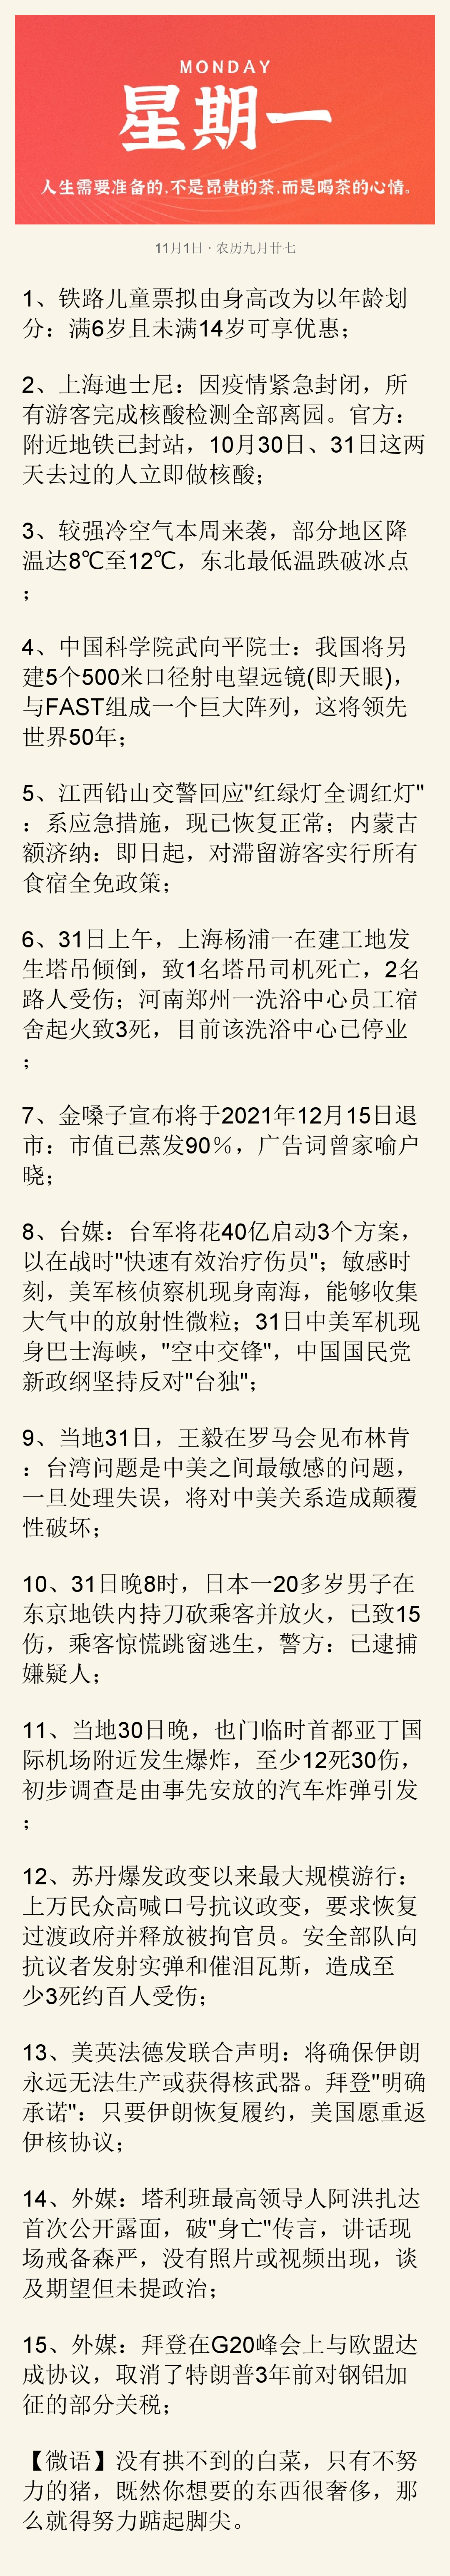 MONDAY
星期一
人生需要准备的,不是昂贵的茶,而是喝茶的心情。
11月1日 · 农历九月廿七
1、铁路儿童票拟由身高改为以年龄划
分：满6岁且未满14岁可享优惠；
2、上海迪士尼：因疫情紧急封闭，所
有游客完成核酸检测全部离园。官方：
附近地铁已封站，10月30日、31日这两
天去过的人立即做核酸；
3、较强冷空气本周来袭，部分地区降
温达8℃至12℃，东北最低温跌破冰点
；
4、中国科学院武向平院士：我国将另
建5个500米口径射电望远镜(即天眼)，
与FAST组成一个巨大阵列，这将领先
世界50年；
5、江西铅山交警回应"红绿灯全调红灯"
：系应急措施，现已恢复正常；内蒙古
额济纳：即日起，对滞留游客实行所有
食宿全免政策；
6、31日上午，上海杨浦一在建工地发
生塔吊倾倒，致1名塔吊司机死亡，2名
路人受伤；河南郑州一洗浴中心员工宿
舍起火致3死，目前该洗浴中心已停业
；
7、金嗓子宣布将于2021年12月15日退
市：市值已蒸发90％，广告词曾家喻户
晓；
8、台媒：台军将花40亿启动3个方案，
以在战时"快速有效治疗伤员"；敏感时
刻，美军核侦察机现身南海，能够收集
大气中的放射性微粒；31日中美军机现
身巴士海峡，"空中交锋"，中国国民党
新政纲坚持反对"台独"；
9、当地31日，王毅在罗马会见布林肯
：台湾问题是中美之间最敏感的问题，
一旦处理失误，将对中美关系造成颠覆
性破坏；
10、31日晚8时，日本一20多岁男子在
东京地铁内持刀砍乘客并放火，已致15
伤，乘客惊慌跳窗逃生，警方：已逮捕
嫌疑人；
11、当地30日晚，也门临时首都亚丁国
际机场附近发生爆炸，至少12死30伤，
初步调查是由事先安放的汽车炸弹引发
；
12、苏丹爆发政变以来最大规模游行：
上万民众高喊口号抗议政变，要求恢复
过渡政府并释放被拘官员。安全部队向
抗议者发射实弹和催泪瓦斯，造成至
少3死约百人受伤；
13、美英法德发联合声明：将确保伊朗
永远无法生产或获得核武器。拜登"明确
承诺"：只要伊朗恢复履约，美国愿重返
伊核协议；
14、外媒：塔利班最高领导人阿洪扎达
首次公开露面，破"身亡"传言，讲话现
场戒备森严，没有照片或视频出现，谈
及期望但未提政治；
15、外媒：拜登在G20峰会上与欧盟达
成协议，取消了特朗普3年前对钢铝加
征的部分关税；
【微语】没有拱不到的白菜，只有不努
力的猪，既然你想要的东西很奢侈，那
么就得努力踮起脚尖。